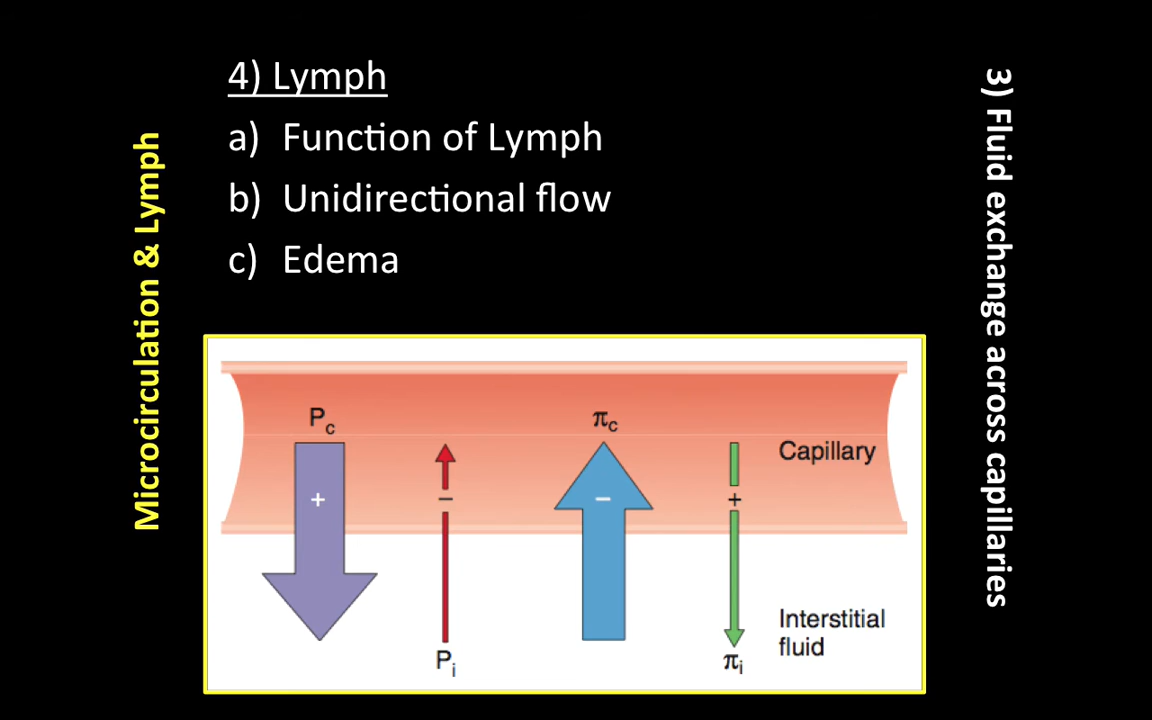 Microcirculation & Lymph
4) Lymph
a) Function of Lymph
b) Unidirectional flow
c) Edema
3) Fluid exchange across capillaries
Pc
πc
Capillary
+
−
−
+
Interstitial
fluid
Pi
πi